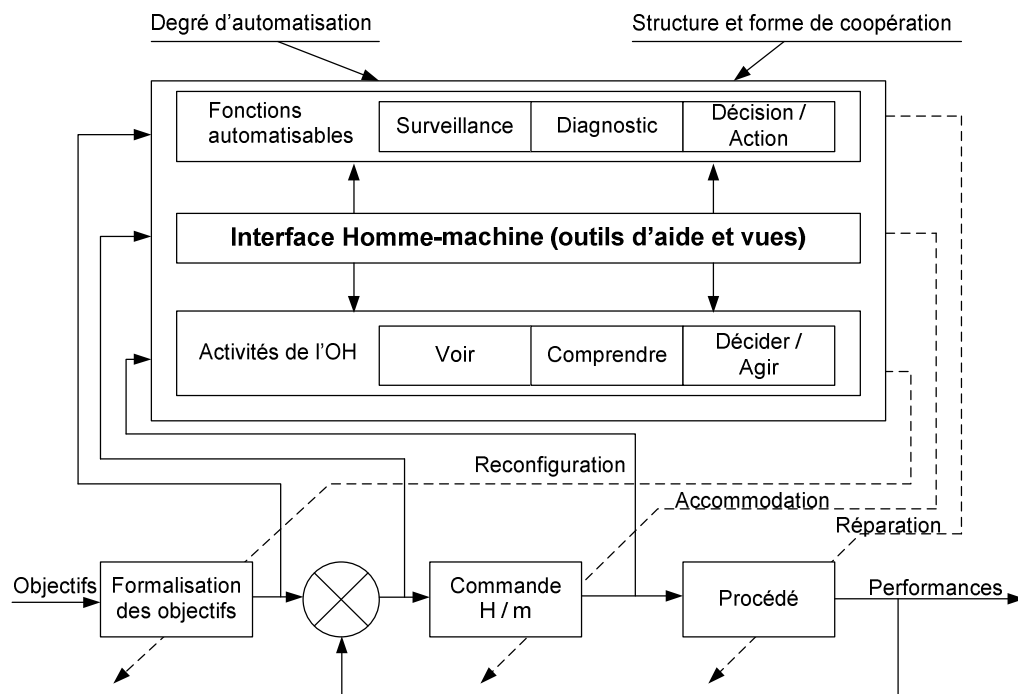 Degré d’automatisation
Structure et forme de coopération
Fonctions
automatisables
Surveillance
Diagnostic
Décision /
Action
Interface Homme-machine (outils d’aide et vues)
Activités de l’OH
Voir
Comprendre
Décider /
Agir
Reconfiguration
Accommodation
Réparation
Objectifs
Formalisation
des objectifs
Commande
H / m
Procédé
Performances